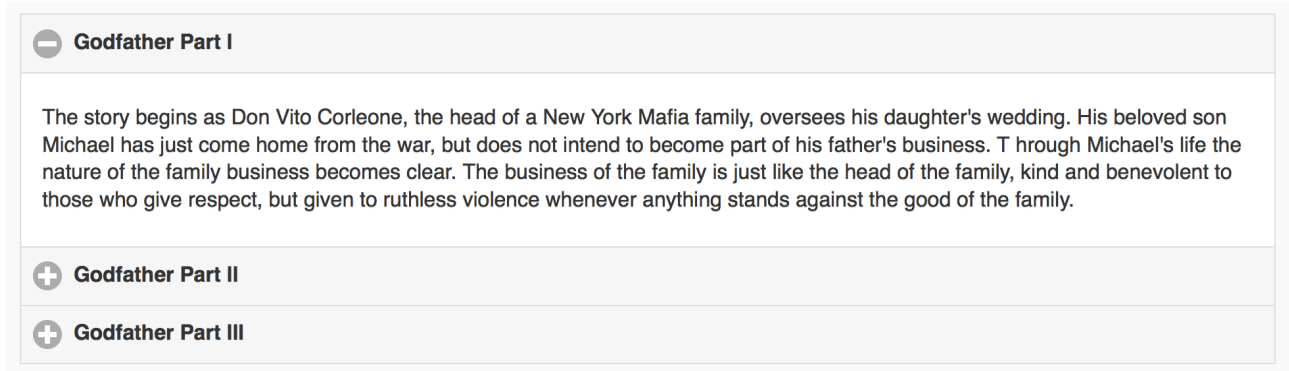 Godfather Part I
The story begins as Don Vito Corleone, the head of a New York Mafia family, oversees his daughter's wedding. His beloved son
Michael has just come home from the war, but does not intend to become part of his father's business. T hrough Michael's life the
nature of the family business becomes clear. The business of the family is just like the head of the family, kind and benevolent to
those who give respect, but given to ruthless violence whenever anything stands against the good of the family.
Godfather Part II
Godfather Part III